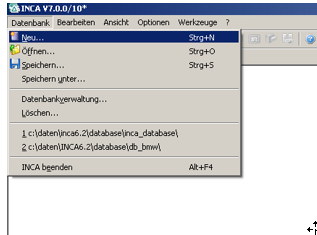 INCA V7.0.0/10*
Datenbank Bearbeiten Ansicht Optionen Werkzeuge ?
Neu... Strg+N
Öffnen... Strg+O
Speichern... Strg+S
Speichern unter...
Datenbankverwaltung...
Löschen...
1 c:\daten\inca6.2\database\inca_database\
2 c:\daten\INCA6.2\database\db_bmw\
INCA beenden Alt+F4